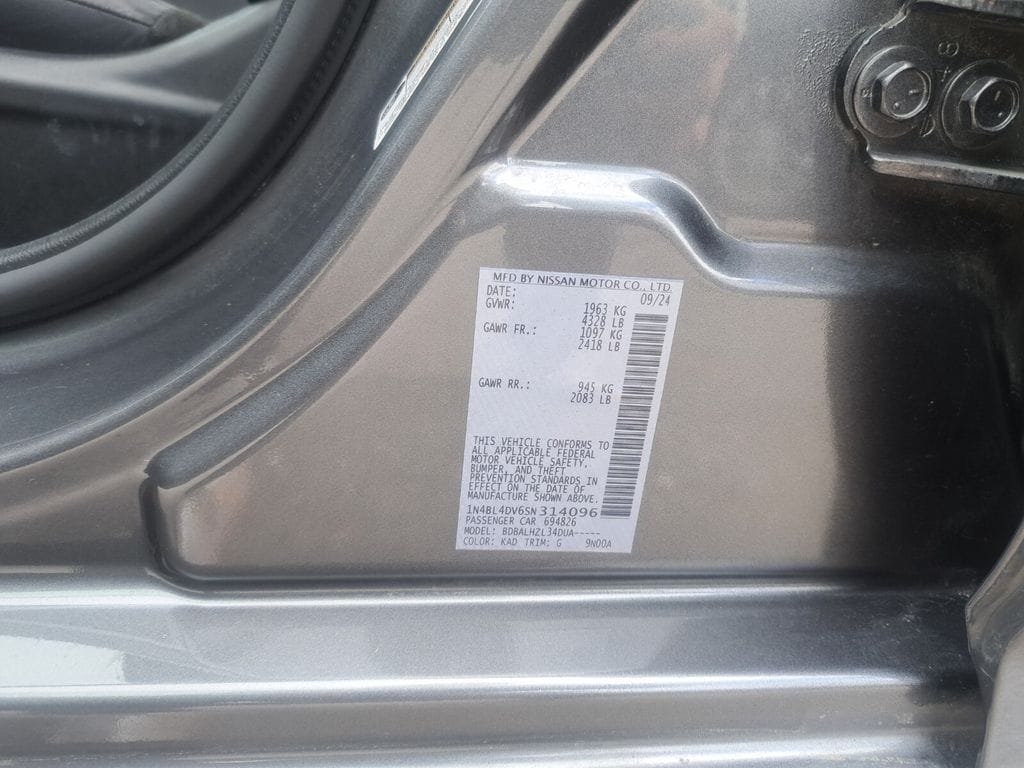 MFD BY NISSAN MOTOR CO., LTD.
DATE: 09/24
GVWR: 1963 KG
4328 LB
GAWR FR.: 1097 KG
2418 LB
GAWR RR.: 945 KG
2083 LB
THIS VEHICLE CONFORMS TO
ALL APPLICABLE FEDERAL
MOTOR VEHICLE SAFETY,
BUMPER, AND THEFT
PREVENTION STANDARDS IN
EFFECT ON THE DATE OF
MANUFACTURE SHOWN ABOVE.
1N4BL4DV6SN314096
PASSENGER CAR 694826
MODEL: BDBALHZL34DUA-----
COLOR: KAD TRIM: G 9N00A